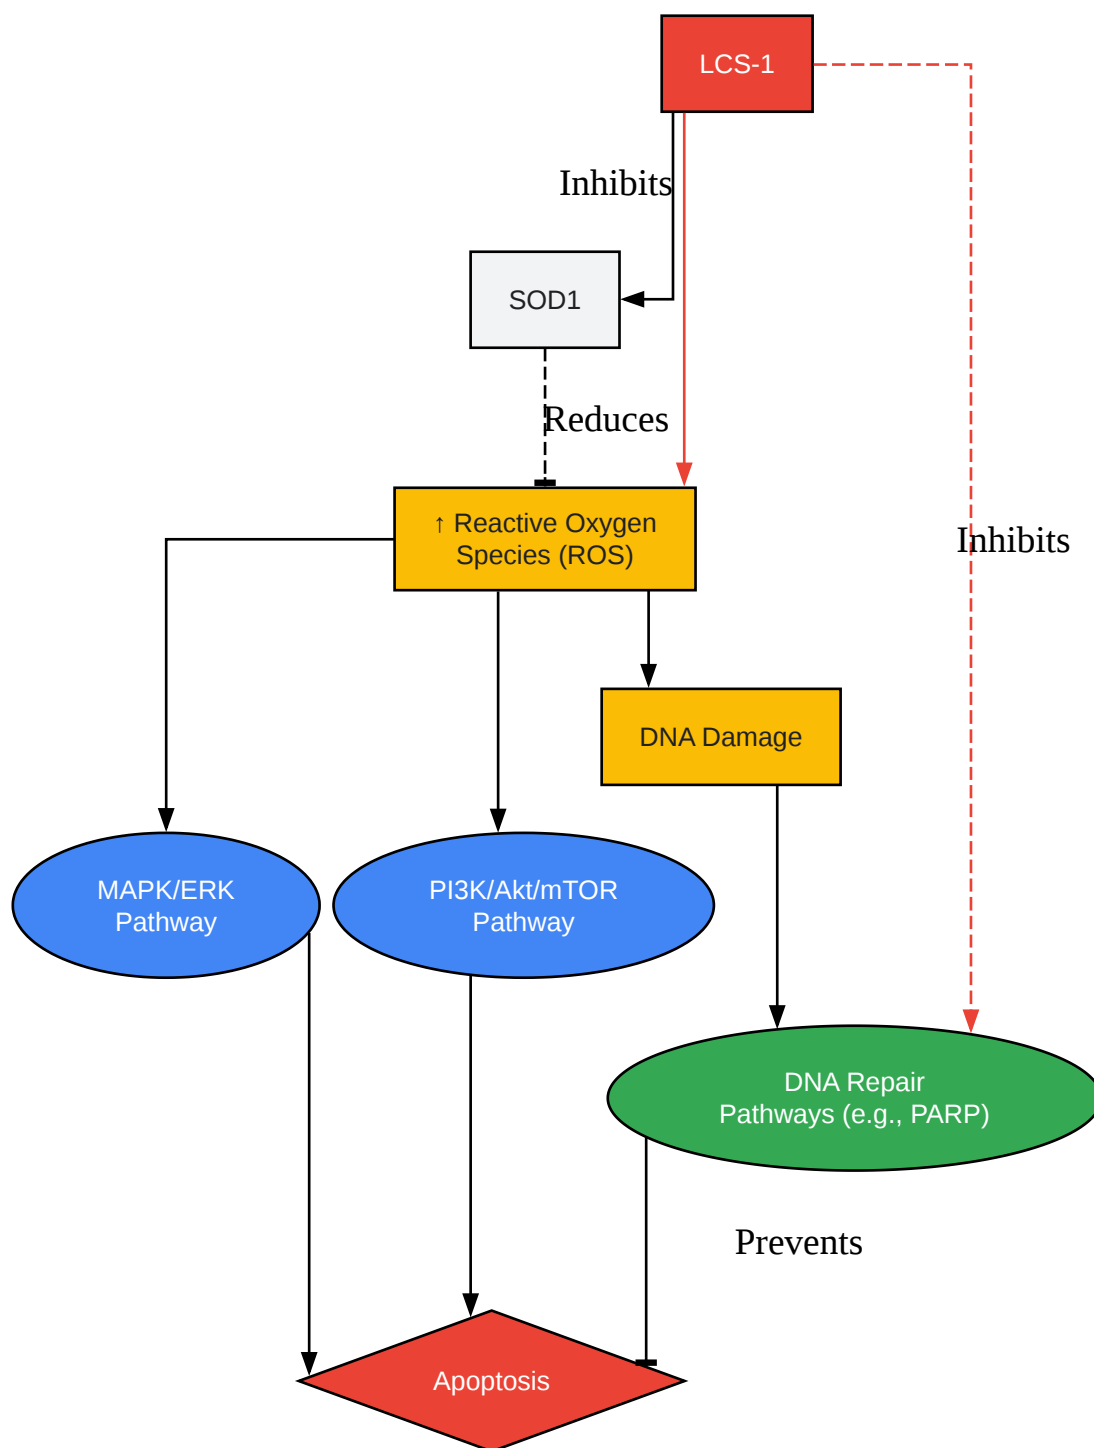 LCS-1
Inhibits
SOD1
Reduces
↑ Reactive Oxygen
Species (ROS)
Inhibits
DNA Damage
MAPK/ERK
Pathway
PI3K/Akt/mTOR
Pathway
DNA Repair
Pathways (e.g., PARP)
Prevents
Apoptosis